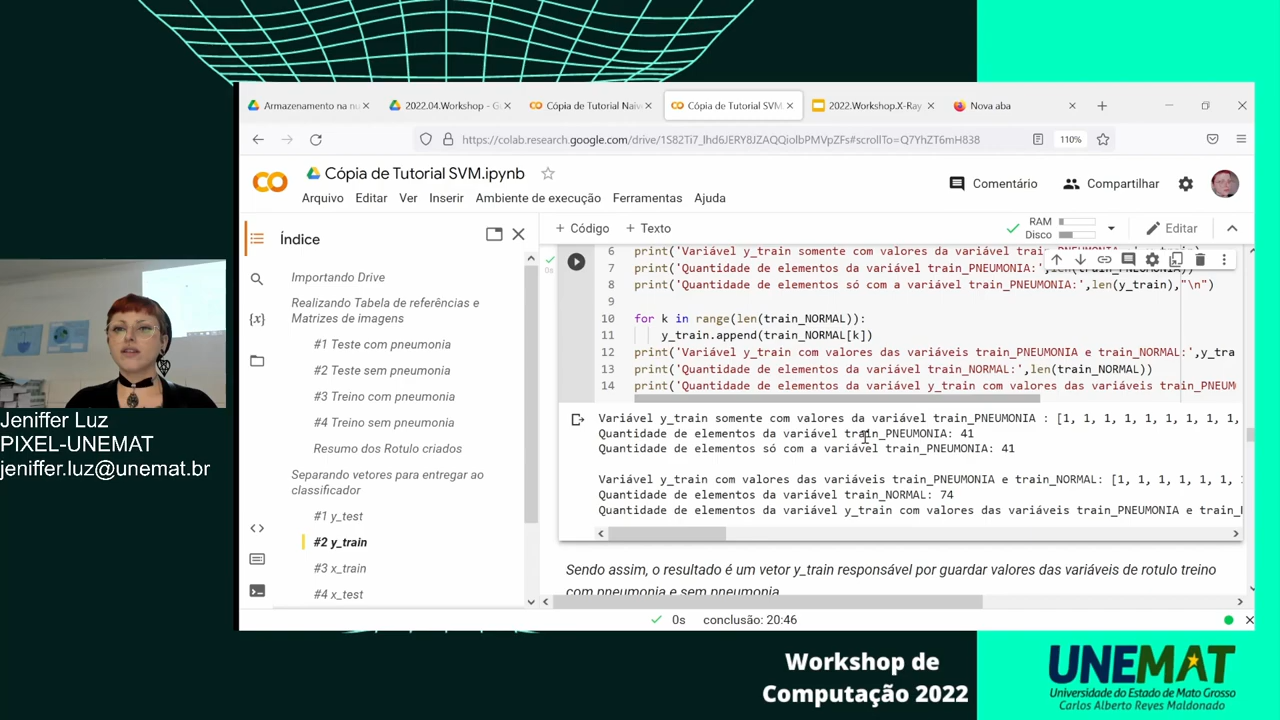 Armazenamento na nu
2022.04.Workshop - G
Cópia de Tutorial Naiv
Cópia de Tutorial SVM
2022.Workshop.X-Ray
Nova aba
https://colab.research.google.com/drive/1S82Ti7_lhd6JERY8JZAQQiolbPMVpZFs#scrollTo=Q7YhZT6mH838
110%
Cópia de Tutorial SVM.ipynb
Comentário
Compartilhar
Arquivo Editar Ver Inserir Ambiente de execução Ferramentas Ajuda
+ Código + Texto
RAM
Disco
Editar
Índice
Importando Drive
Realizando Tabela de referências e
Matrizes de imagens
#1 Teste com pneumonia
#2 Teste sem pneumonia
#3 Treino com pneumonia
#4 Treino sem pneumonia
Resumo dos Rotulo criados
Separando vetores para entregar ao
classificador
#1 y_test
#2 y_train
#3 x_train
#4 x_test
0s
6 print('Variável y_train somente com valores da variável
7 print('Quantidade de elementos da variável train_PNEUMONIA:',len(train_PNEUMONIA))
8 print('Quantidade de elementos só com a variável train_PNEUMONIA:',len(y_train),"\n")
9
10 for k in range(len(train_NORMAL)):
11 y_train.append(train_NORMAL[k])
12 print('Variável y_train com valores das variáveis train_PNEUMONIA e train_NORMAL:',y_tra
13 print('Quantidade de elementos da variável train_NORMAL:',len(train_NORMAL))
14 print('Quantidade de elementos da variável y_train com valores das variáveis train_PNEUM
Variável y_train somente com valores da variável train_PNEUMONIA : [1, 1, 1, 1, 1, 1, 1, 1, 1,
Quantidade de elementos da variável train_PNEUMONIA: 41
Quantidade de elementos só com a variável train_PNEUMONIA: 41
Variável y_train com valores das variáveis train_PNEUMONIA e train_NORMAL: [1, 1, 1, 1, 1, 1,
Quantidade de elementos da variável train_NORMAL: 74
Quantidade de elementos da variável y_train com valores das variáveis train_PNEUMONIA e train_
Sendo assim, o resultado é um vetor y_train responsável por guardar valores das variáveis de rotulo treino
com pneumonia e sem pneumonia
0s conclusão: 20:46
Jeniffer Luz
PIXEL-UNEMAT
jeniffer.luz@unemat.br
Workshop de
Computação 2022
UNEMAT
Universidade do Estado de Mato Grosso
Carlos Alberto Reyes Maldonado